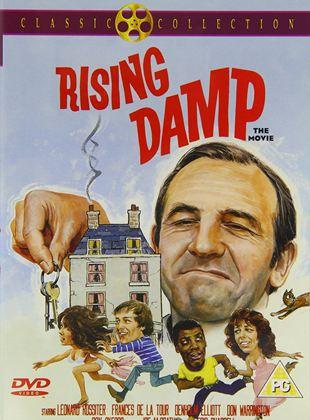 CLASSIC COLLECTION
RISING
DAMP
THE MOVIE
STARRING LEONARD ROSSITER FRANCES DE LA TOUR DENHOLM ELLIOTT DON WARRINGTON
PG
DVD
VIDEO